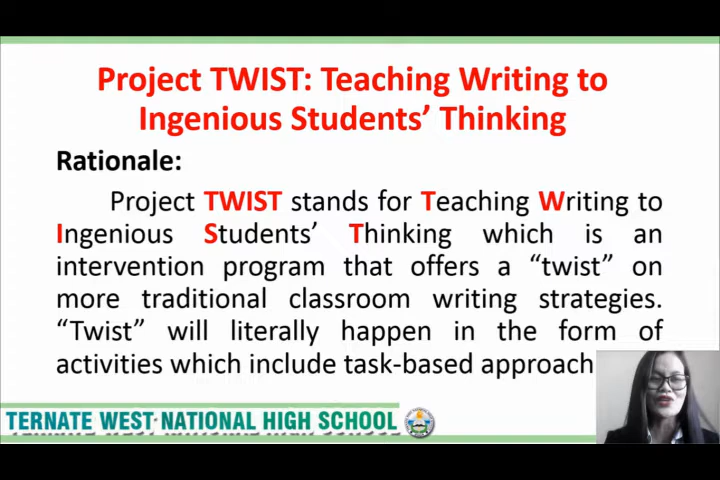 Project TWIST: Teaching Writing to
Ingenious Students’ Thinking
Rationale:
Project TWIST stands for Teaching Writing to
Ingenious Students’ Thinking which is an
intervention program that offers a “twist” on
more traditional classroom writing strategies.
“Twist” will literally happen in the form of
activities which include task-based approach
TERNATE WEST NATIONAL HIGH SCHOOL